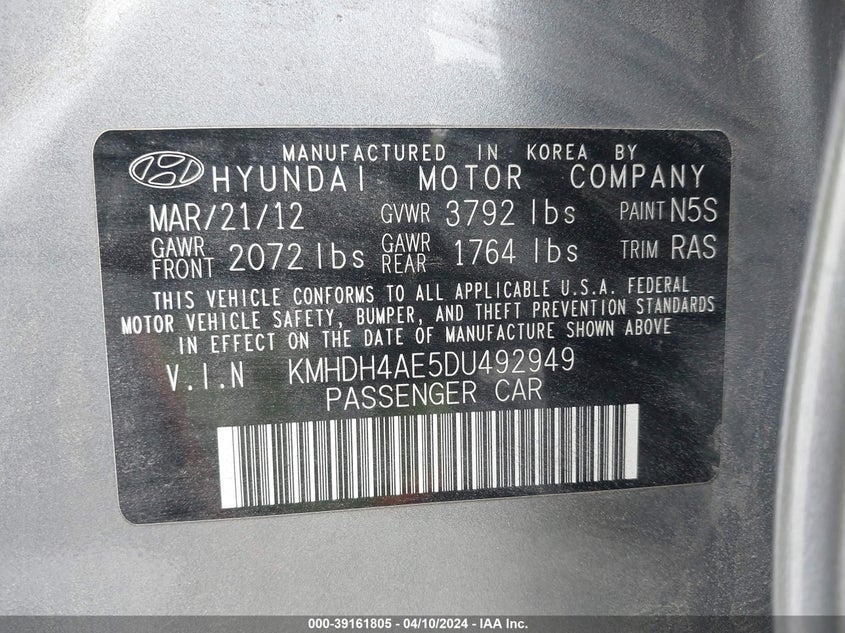 MANUFACTURED IN KOREA BY
HYUNDAI MOTOR COMPANY
MAR/21/12 GVWR 3792 lbs PAINT N5S
GAWR FRONT 2072 lbs GAWR REAR 1764 lbs TRIM RAS
THIS VEHICLE CONFORMS TO ALL APPLICABLE U.S.A. FEDERAL
MOTOR VEHICLE SAFETY, BUMPER, AND THEFT PREVENTION STANDARDS
IN EFFECT ON THE DATE OF MANUFACTURE SHOWN ABOVE
V.I.N KMHDH4AE5DU492949
PASSENGER CAR
000-39161805 - 04/10/2024 - IAA Inc.